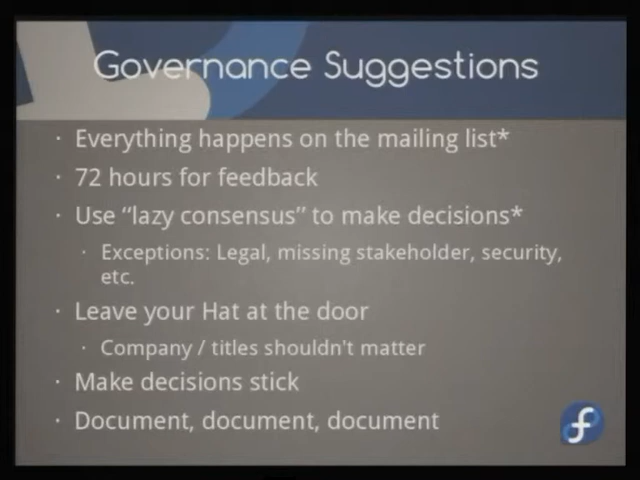 Governance Suggestions
· Everything happens on the mailing list*
· 72 hours for feedback
· Use “lazy consensus” to make decisions*
· Exceptions: Legal, missing stakeholder, security,
etc.
· Leave your Hat at the door
· Company / titles shouldn't matter
· Make decisions stick
· Document, document, document